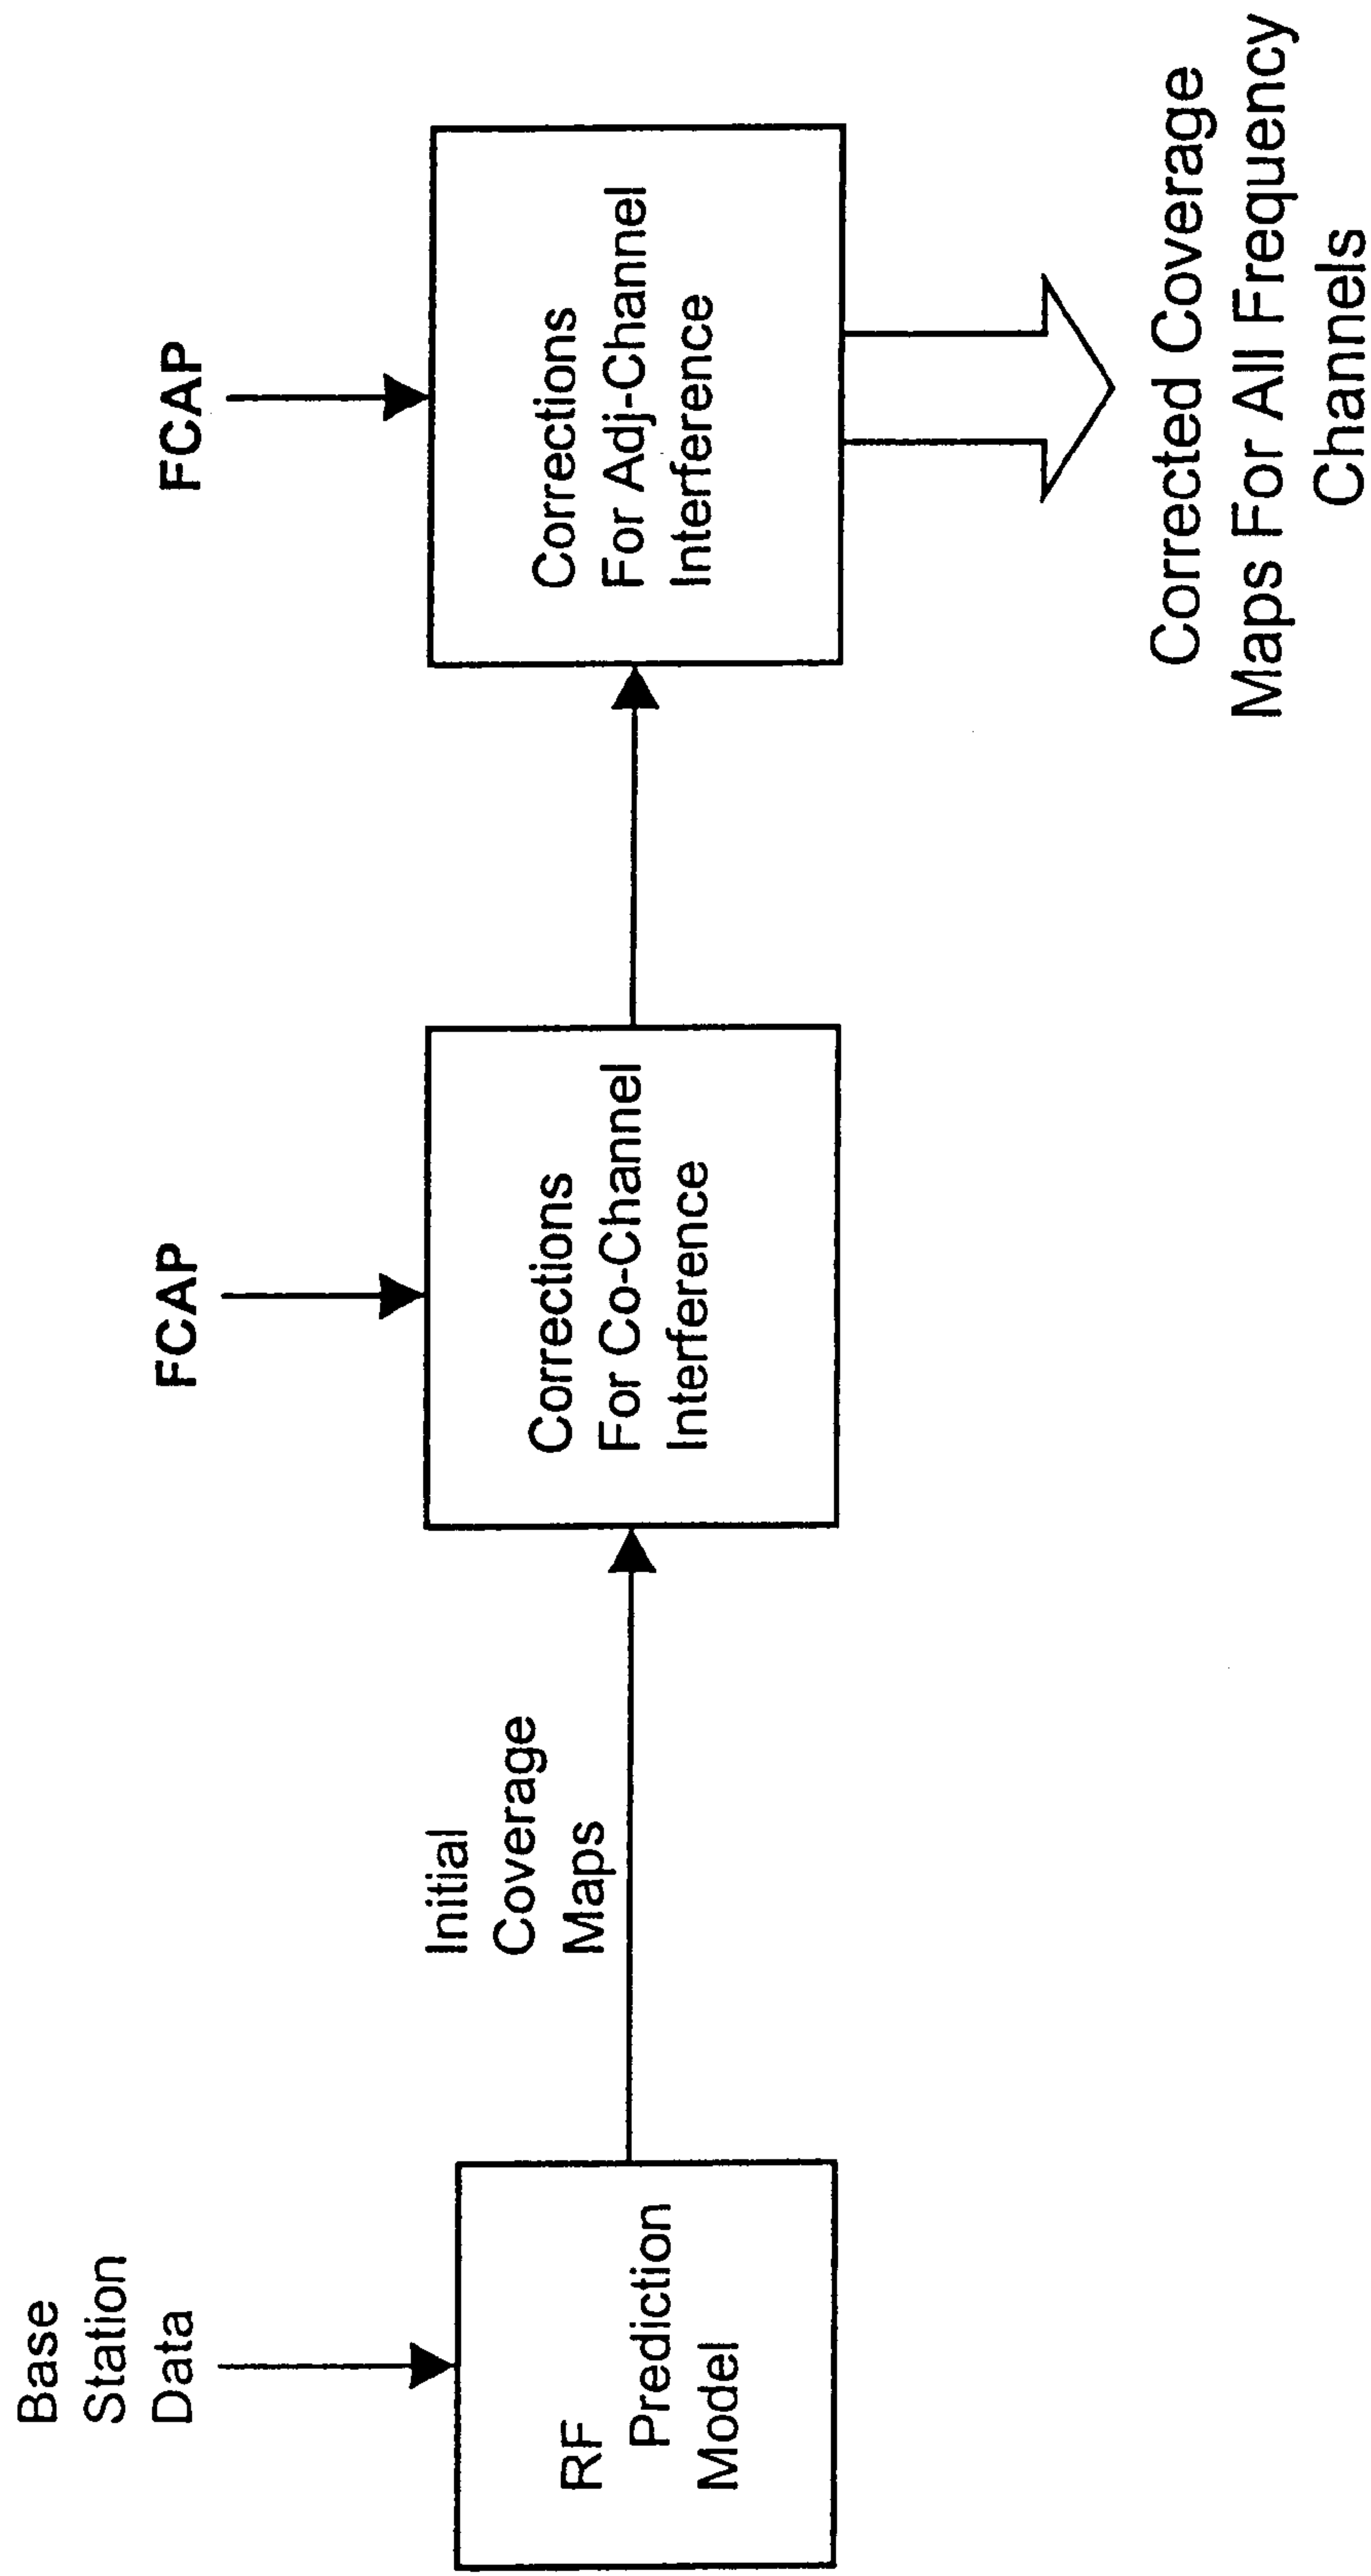 Base
Station
Data
RF
Prediction
Model
Initial
Coverage
Maps
FCAP
Corrections
For Co-Channel
Interference
FCAP
Corrections
For Adj-Channel
Interference
Corrected Coverage
Maps For All Frequency
Channels